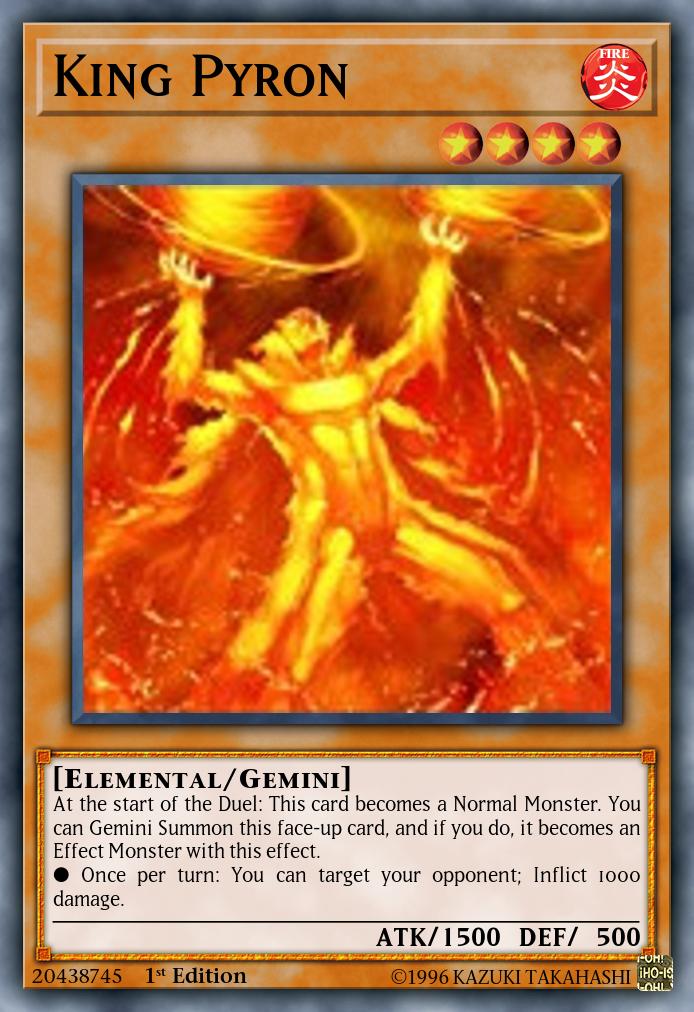 King Pyron
FIRE
炎
[Elemental/Gemini]
At the start of the Duel: This card becomes a Normal Monster. You
can Gemini Summon this face-up card, and if you do, it becomes an
Effect Monster with this effect.
● Once per turn: You can target your opponent; Inflict 1000
damage.
ATK/1500 DEF/ 500
20438745 1st Edition ©1996 KAZUKI TAKAHASHI